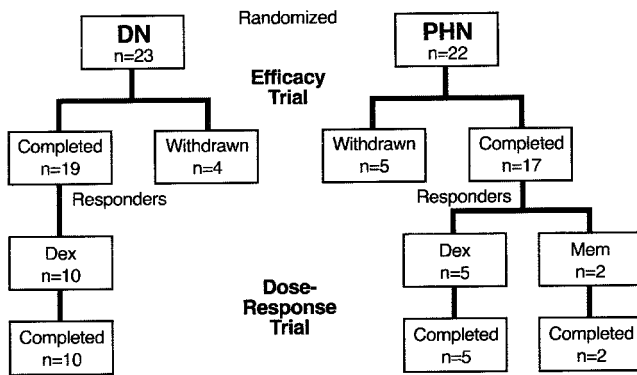 Randomized
DN
n=23
PHN
n=22
Efficacy
Trial
Completed
n=19
Withdrawn
n=4
Withdrawn
n=5
Completed
n=17
Responders
Responders
Dex
n=10
Dex
n=5
Mem
n=2
Dose-
Response
Trial
Completed
n=10
Completed
n=5
Completed
n=2